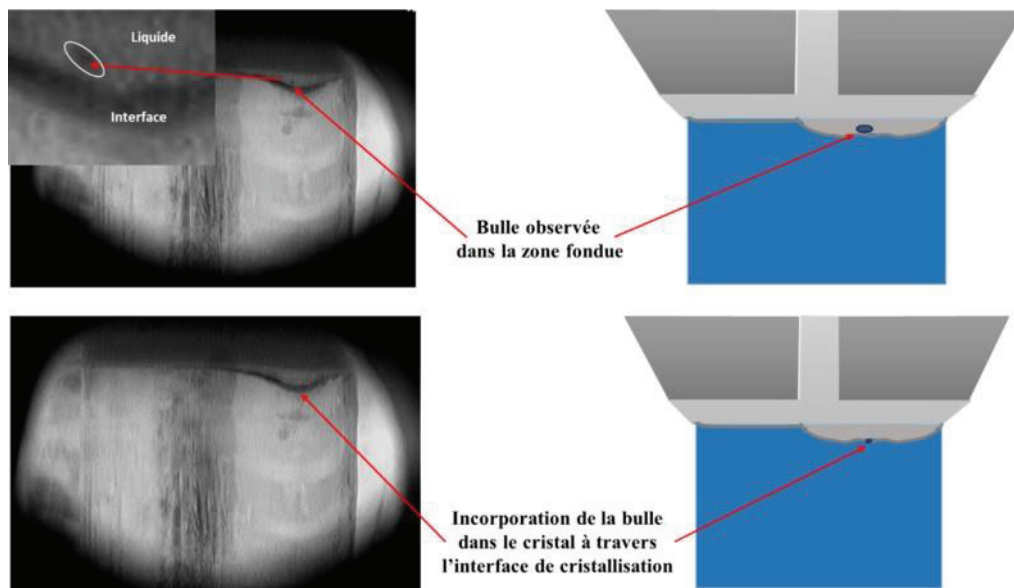 Liquide
Interface
Bulle observée
dans la zone fondue
Incorporation de la bulle
dans le cristal à travers
l'interface de cristallisation